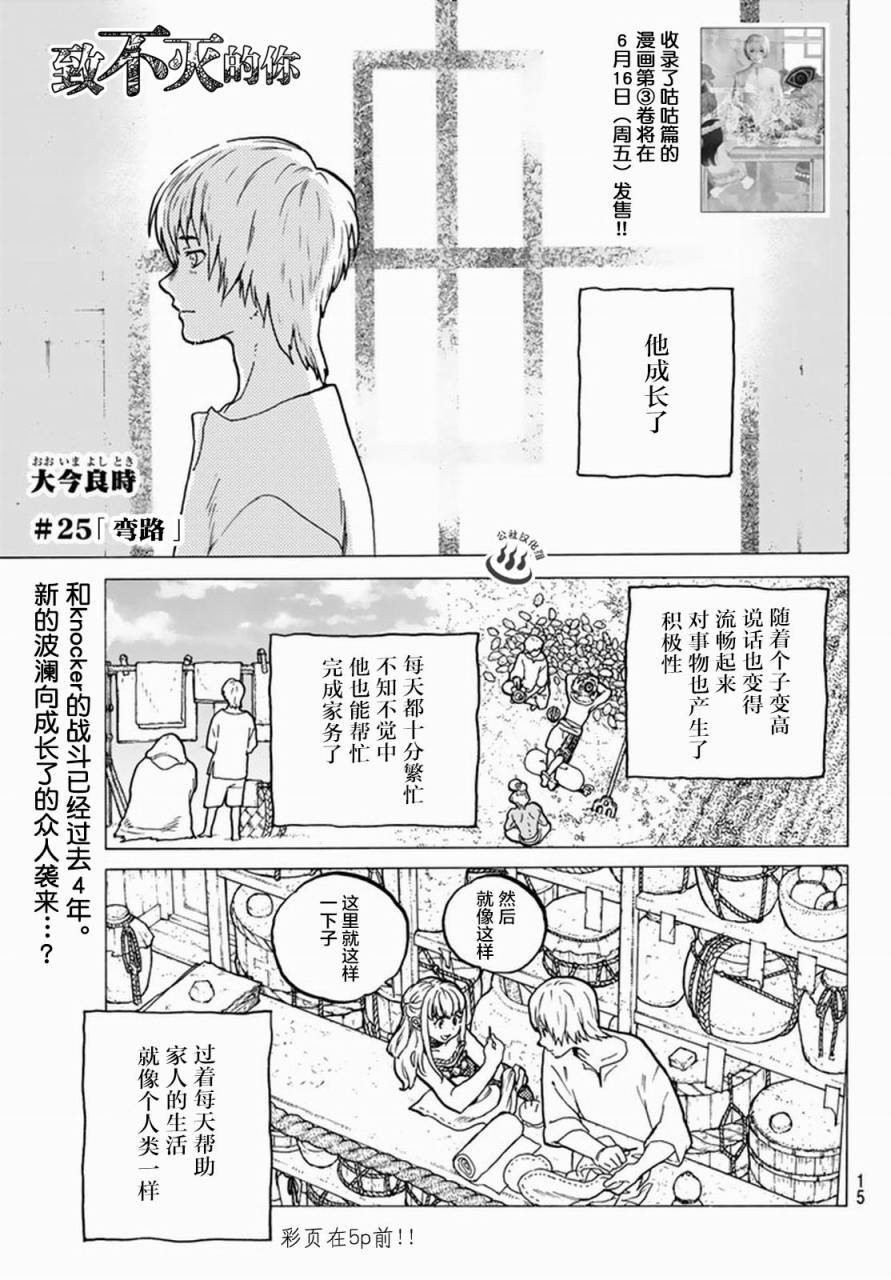 致不灭的你
收录了咕咕篇的
漫画第③卷将在
6月16日（周五）发售!!
他成长了
おおいまよしとき
大今良時
#25「弯路」
公社汉化组
随着个子变高
说话也变得
流畅起来
对事物也产生了
积极性
每天都十分繁忙
不知不觉中
他也能帮忙
完成家务了
和knocker的战斗已经过去4年。
新的波澜向成长了的众人袭来…?
然后
就像这样
这里就这样
一下子
过着每天帮助
家人的生活
就像个人类一样
15
彩页在5p前!!